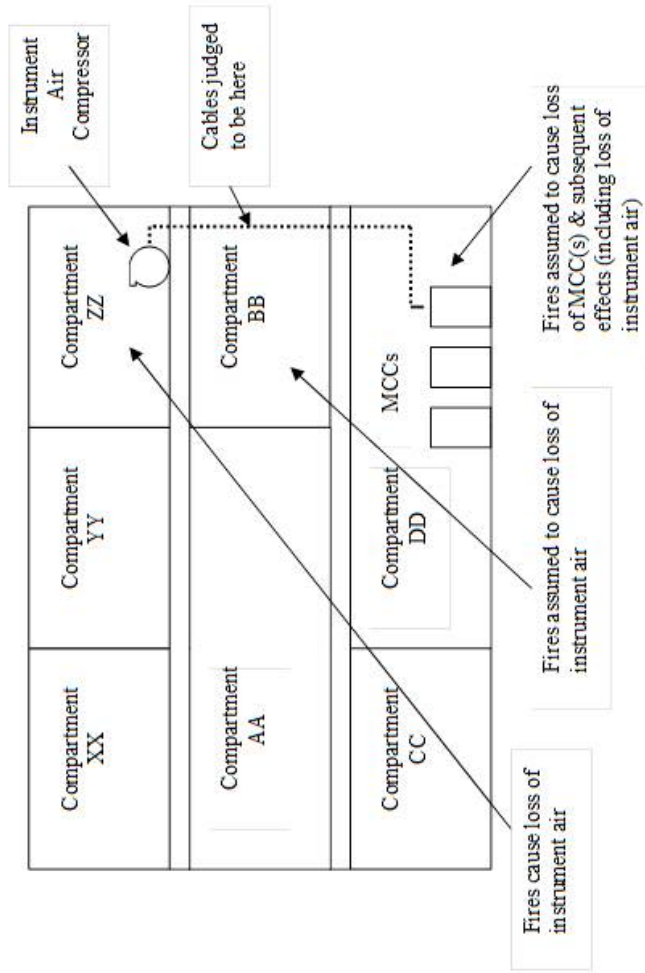 Instrument
Air
Compressor
Cables judged
to be here
Fires assumed to cause loss
of MCC(s) & subsequent
effects (including loss of
instrument air)
Compartment
XX
Compartment
YY
Compartment
ZZ
Compartment
AA
Compartment
BB
Compartment
CC
Compartment
DD
MCCs
Fires cause loss of
instrument air
Fires assumed to cause loss of
instrument air